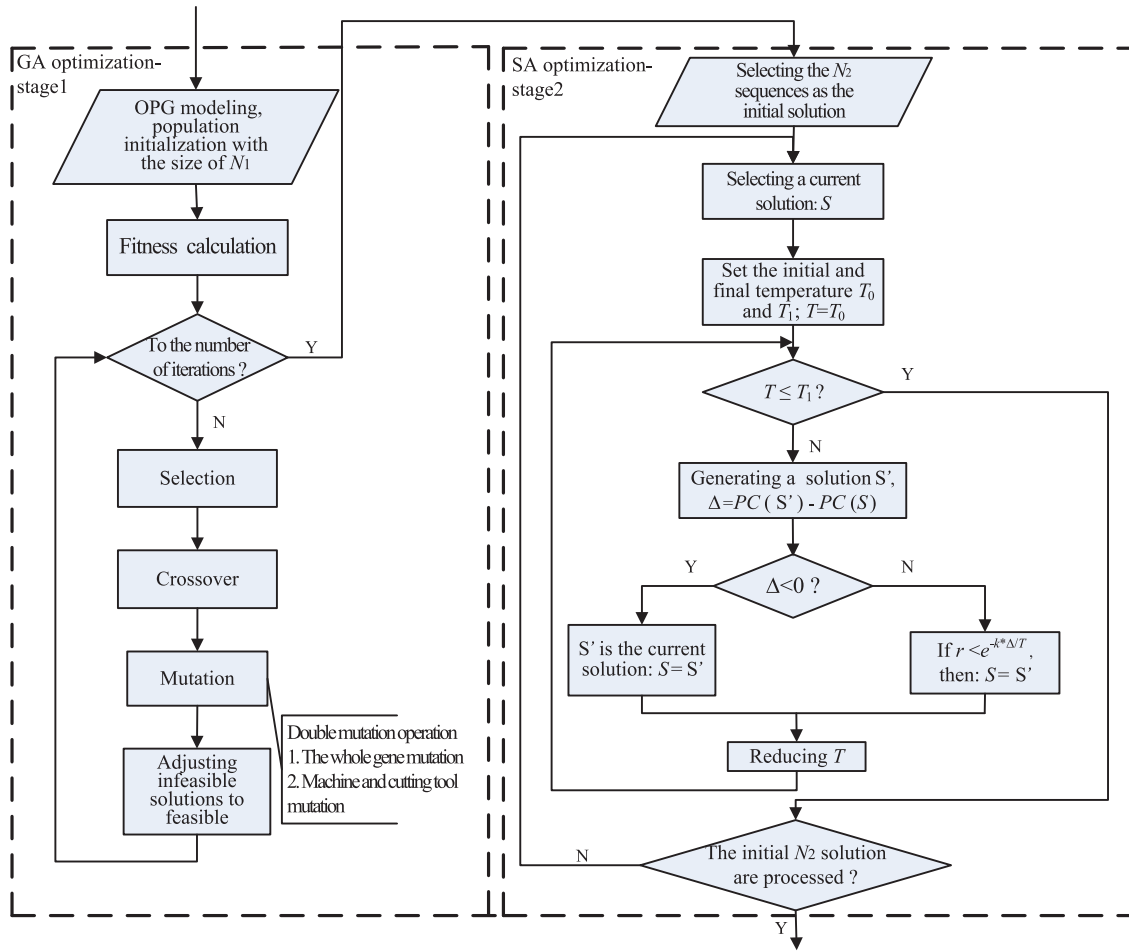 GA optimization-
stage1
OPG modeling,
population
initialization with
the size of N1
Fitness calculation
To the number
of iterations ?
Y
N
Selection
Crossover
Mutation
Double mutation operation
1. The whole gene mutation
2. Machine and cutting tool
mutation
Adjusting
infeasible
solutions to
feasible
SA optimization-
stage2
Selecting the N2
sequences as the
initial solution
Selecting a current
solution: S
Set the initial and
final temperature T0
and T1; T=T0
T ≤ T1 ?
Y
N
Generating a solution S’,
Δ=PC ( S’ ) - PC (S)
Δ<0 ?
Y
N
S’ is the current
solution: S= S’
If r <e-k*Δ/T,
then: S= S’
Reducing T
The initial N2 solution
are processed ?
N
Y